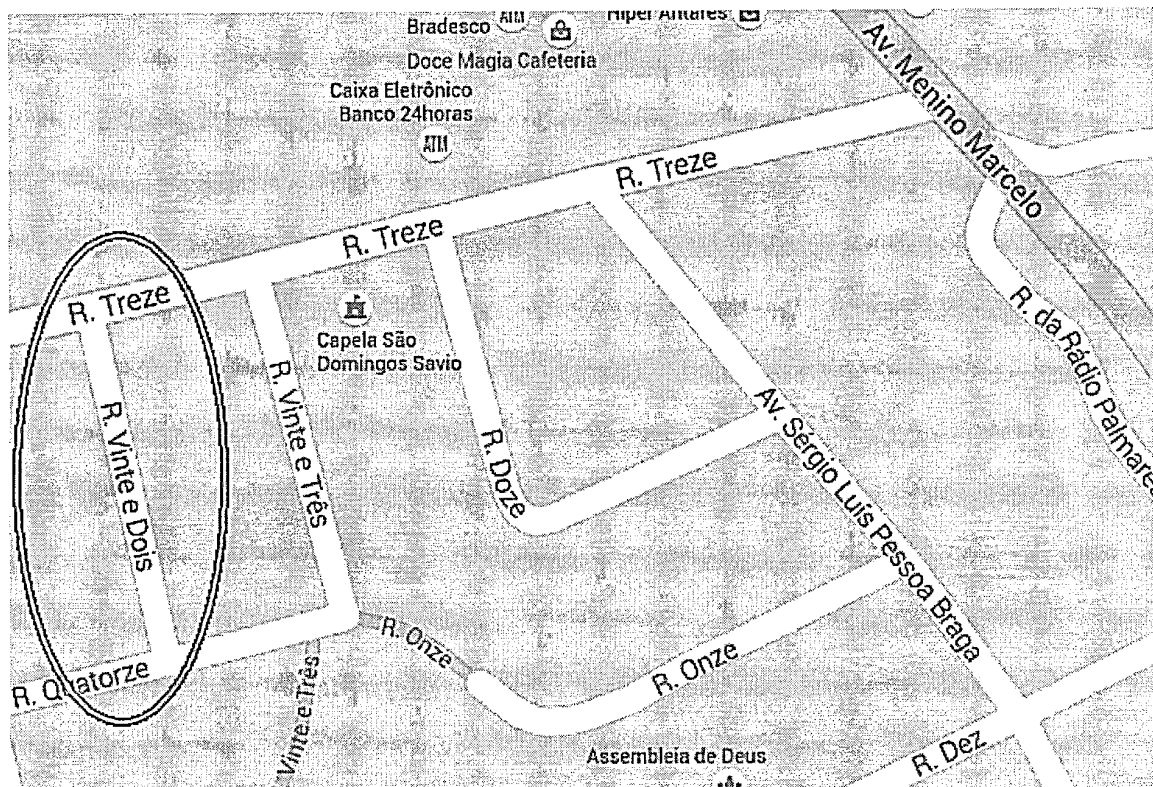 Bradesco
ATM
Hiper Antares
Doce Magia Cafeteria
Caixa Eletrônico
Banco 24horas
ATM
Av. Menino Marcelo
R. Treze
R. Treze
R. Treze
Capela São
Domingos Savio
R. da Rádio Palmares
R. Vinte e Dois
R. Vinte e Três
R. Doze
Av. Sérgio Luís Pessoa Braga
R. Onze
R. Onze
R. Quatorze
Vinte e Três
Assembleia de Deus
R. Dez